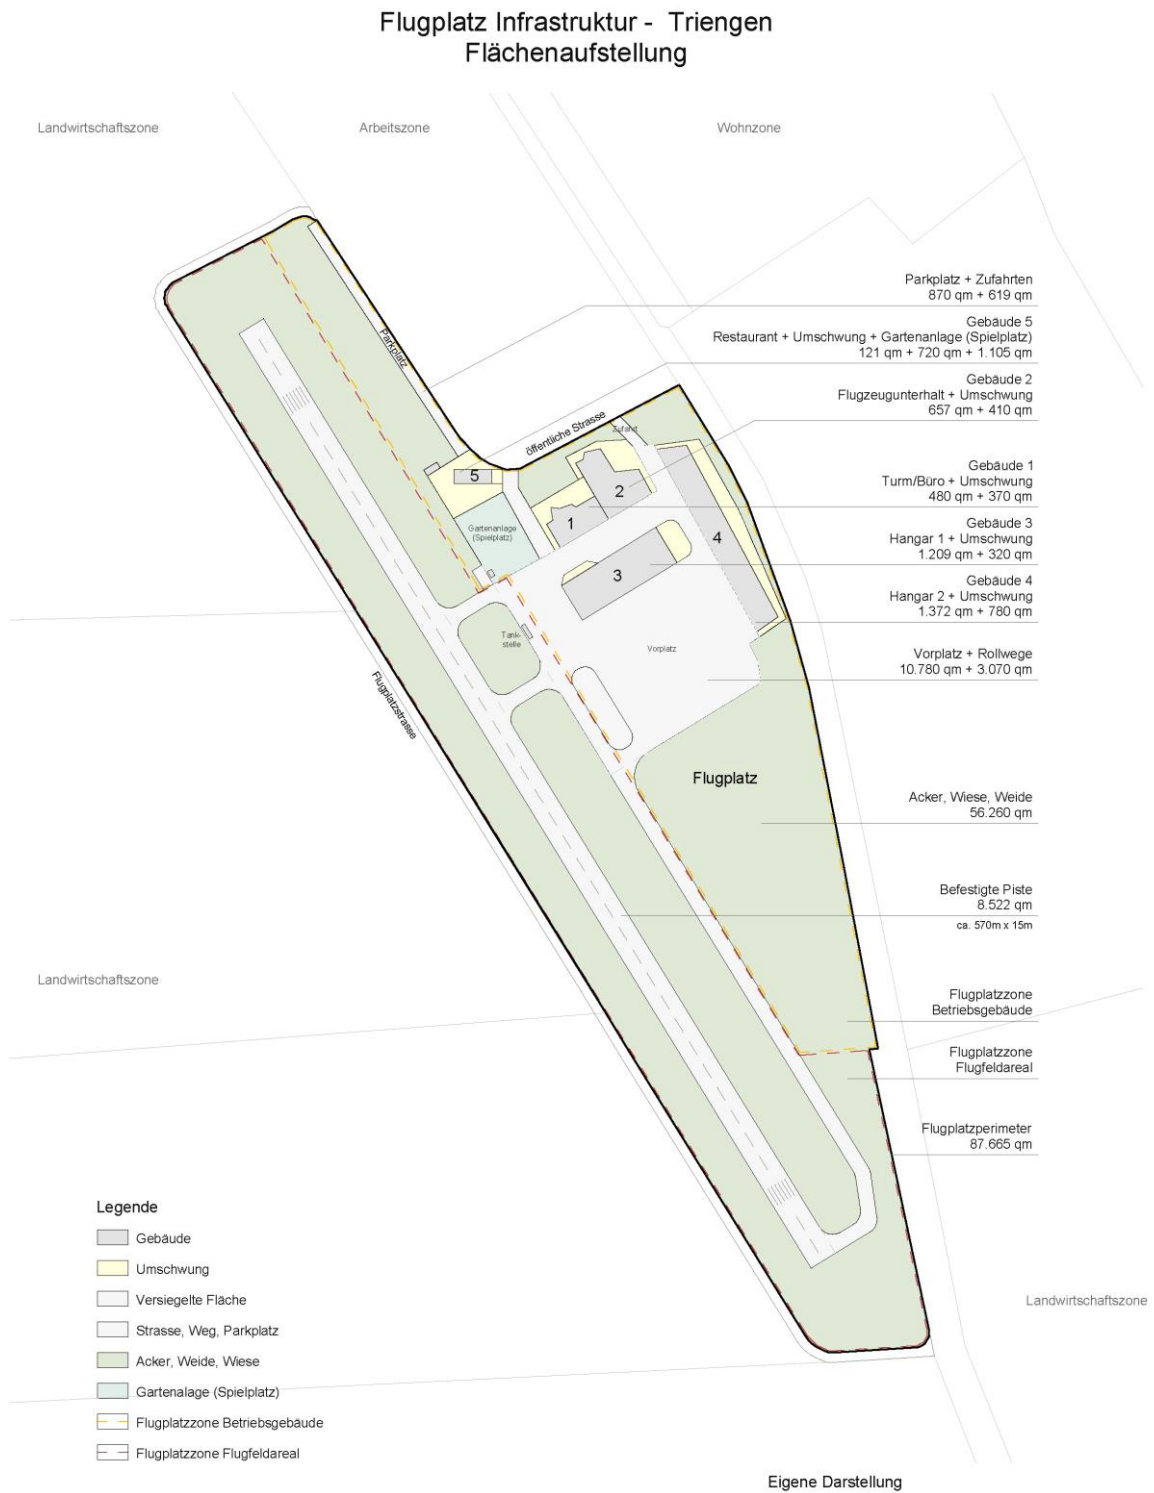 Flugplatz Infrastruktur - Triengen
Flächenaufstellung
Landwirtschaftszone
Arbeitszone
Wohnzone
Parkplatz + Zufahrten
870 qm + 619 qm
Gebäude 5
Restaurant + Umschwung + Gartenanlage (Spielplatz)
121 qm + 720 qm + 1.105 qm
Gebäude 2
Flugzeugunterhalt + Umschwung
657 qm + 410 qm
Gebäude 1
Turm/Büro + Umschwung
480 qm + 370 qm
Gebäude 3
Hangar 1 + Umschwung
1.209 qm + 320 qm
Gebäude 4
Hangar 2 + Umschwung
1.372 qm + 780 qm
Vorplatz + Rollwege
10.780 qm + 3.070 qm
Acker, Wiese, Weide
56.260 qm
Befestigte Piste
8.522 qm
ca. 570m x 15m
Flugplatzzone
Betriebsgebäude
Flugplatzzone
Flugfeldareal
Flugplatzperimeter
87.665 qm
Parkplatz
öffentliche Strasse
Zufahrt
5
2
1
4
3
Gartenanlage
(Spielplatz)
Tank-
stelle
Vorplatz
Flugplatzstrasse
Flugplatz
Landwirtschaftszone
Landwirtschaftszone
Legende
Gebäude
Umschwung
Versiegelte Fläche
Strasse, Weg, Parkplatz
Acker, Weide, Wiese
Gartenalage (Spielplatz)
Flugplatzzone Betriebsgebäude
Flugplatzzone Flugfeldareal
Eigene Darstellung